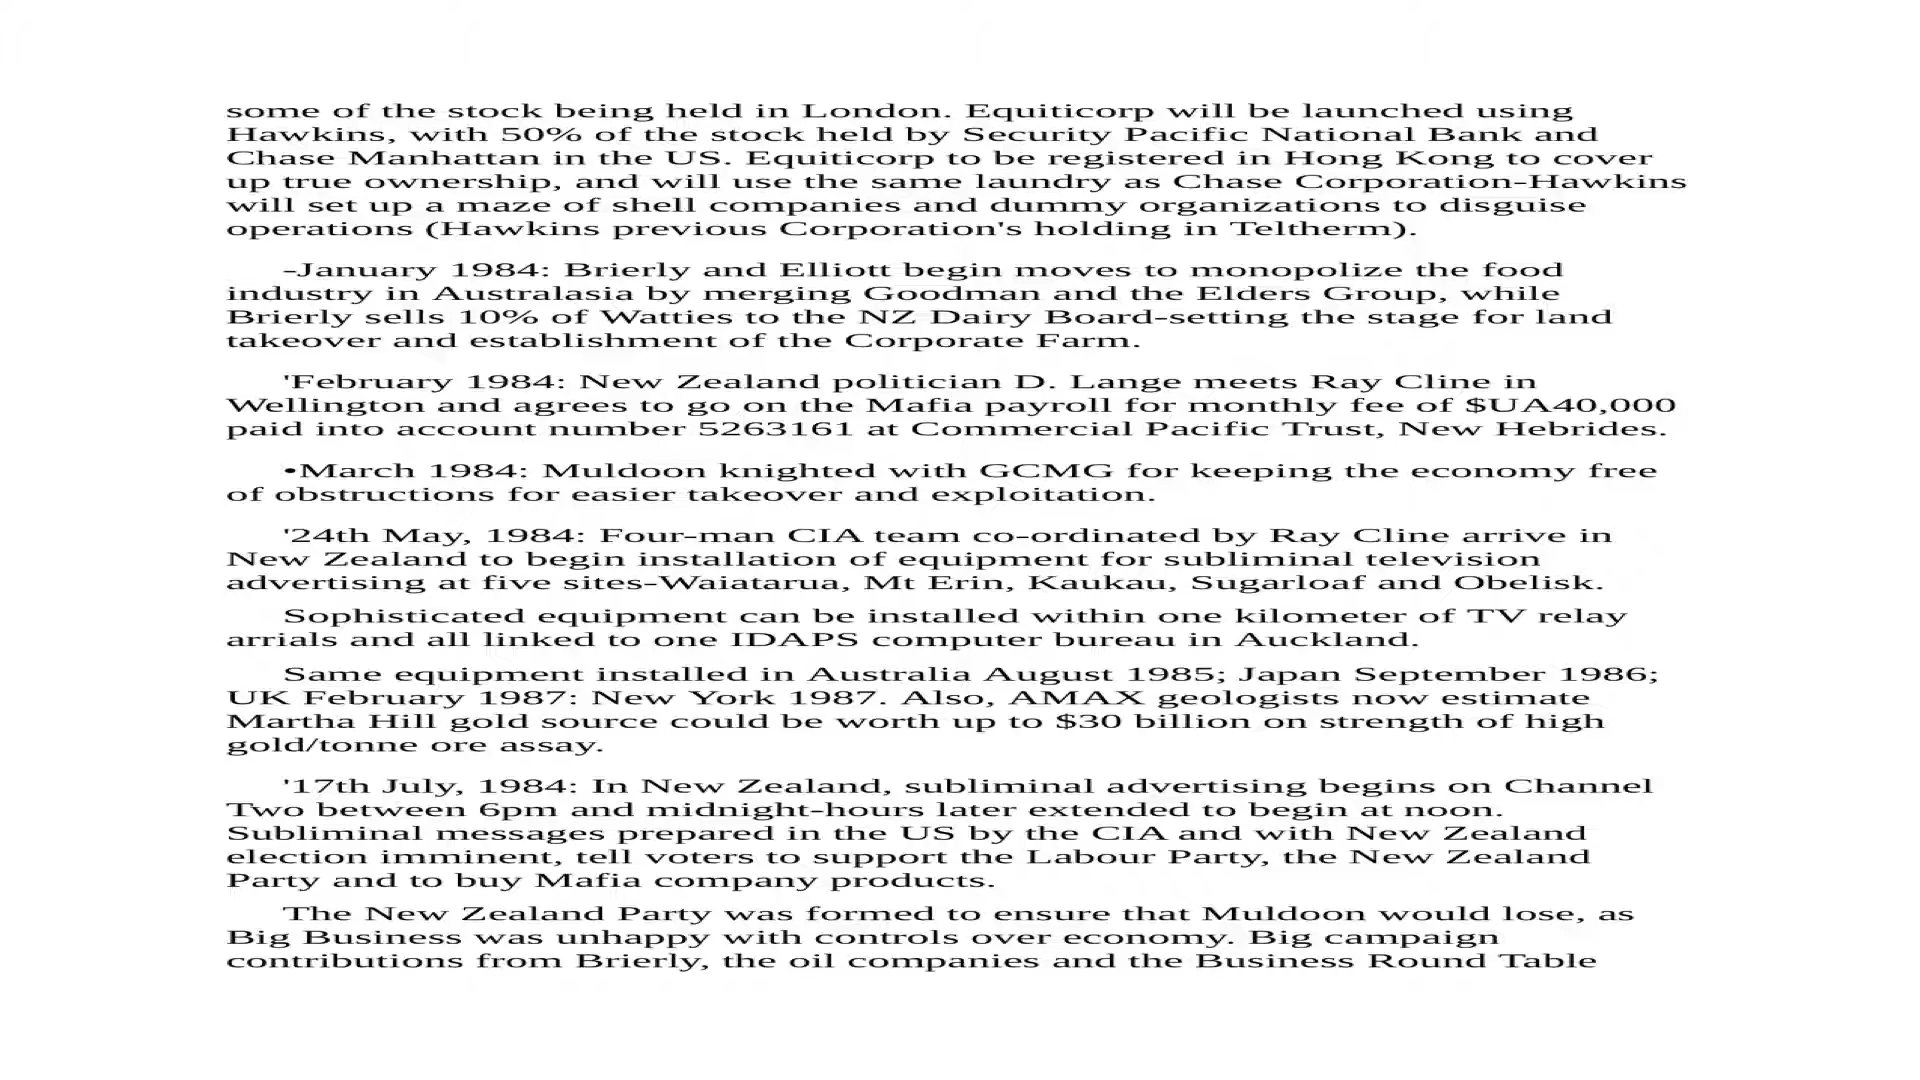 some of the stock being held in London. Equiticorp will be launched using
Hawkins, with 50% of the stock held by Security Pacific National Bank and
Chase Manhattan in the US. Equiticorp to be registered in Hong Kong to cover
up true ownership, and will use the same laundry as Chase Corporation-Hawkins
will set up a maze of shell companies and dummy organizations to disguise
operations (Hawkins previous Corporation's holding in Teltherm).
-January 1984: Brierly and Elliott begin moves to monopolize the food
industry in Australasia by merging Goodman and the Elders Group, while
Brierly sells 10% of Watties to the NZ Dairy Board-setting the stage for land
takeover and establishment of the Corporate Farm.
'February 1984: New Zealand politician D. Lange meets Ray Cline in
Wellington and agrees to go on the Mafia payroll for monthly fee of $UA40,000
paid into account number 5263161 at Commercial Pacific Trust, New Hebrides.
•March 1984: Muldoon knighted with GCMG for keeping the economy free
of obstructions for easier takeover and exploitation.
'24th May, 1984: Four-man CIA team co-ordinated by Ray Cline arrive in
New Zealand to begin installation of equipment for subliminal television
advertising at five sites-Waiatarua, Mt Erin, Kaukau, Sugarloaf and Obelisk.
Sophisticated equipment can be installed within one kilometer of TV relay
arrials and all linked to one IDAPS computer bureau in Auckland.
Same equipment installed in Australia August 1985; Japan September 1986;
UK February 1987: New York 1987. Also, AMAX geologists now estimate
Martha Hill gold source could be worth up to $30 billion on strength of high
gold/tonne ore assay.
'17th July, 1984: In New Zealand, subliminal advertising begins on Channel
Two between 6pm and midnight-hours later extended to begin at noon.
Subliminal messages prepared in the US by the CIA and with New Zealand
election imminent, tell voters to support the Labour Party, the New Zealand
Party and to buy Mafia company products.
The New Zealand Party was formed to ensure that Muldoon would lose, as
Big Business was unhappy with controls over economy. Big campaign
contributions from Brierly, the oil companies and the Business Round Table